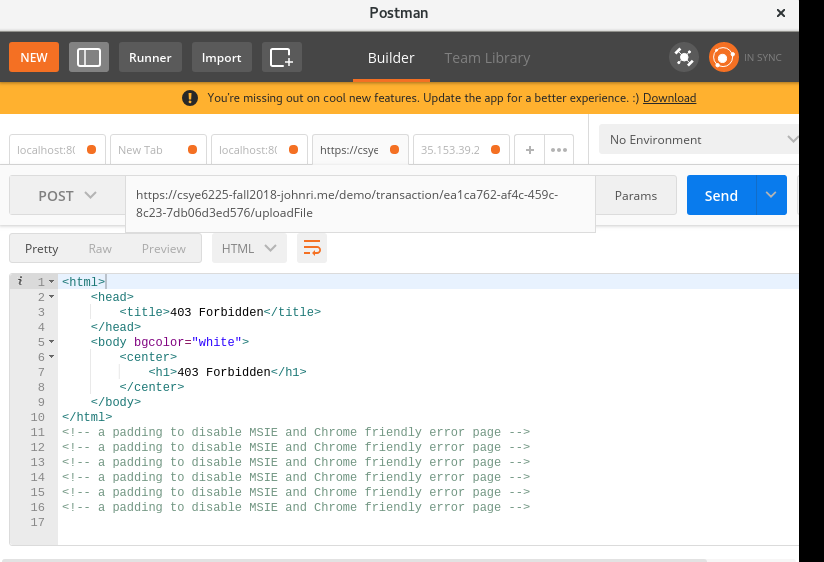 Postman
NEW Runner Import Builder Team Library IN SYNC
You're missing out on cool new features. Update the app for a better experience. :) Download
localhost:8( New Tab localhost:8( https://csye 35.153.39.2 + ••• No Environment
POST https://csye6225-fall2018-johnri.me/demo/transaction/ea1ca762-af4c-459c-
8c23-7db06d3ed576/uploadFile
Params Send
Pretty Raw Preview HTML
i 1 <html>
2 <head>
3 <title>403 Forbidden</title>
4 </head>
5 <body bgcolor="white">
6 <center>
7 <h1>403 Forbidden</h1>
8 </center>
9 </body>
10 </html>
11 <!-- a padding to disable MSIE and Chrome friendly error page -->
12 <!-- a padding to disable MSIE and Chrome friendly error page -->
13 <!-- a padding to disable MSIE and Chrome friendly error page -->
14 <!-- a padding to disable MSIE and Chrome friendly error page -->
15 <!-- a padding to disable MSIE and Chrome friendly error page -->
16 <!-- a padding to disable MSIE and Chrome friendly error page -->
17